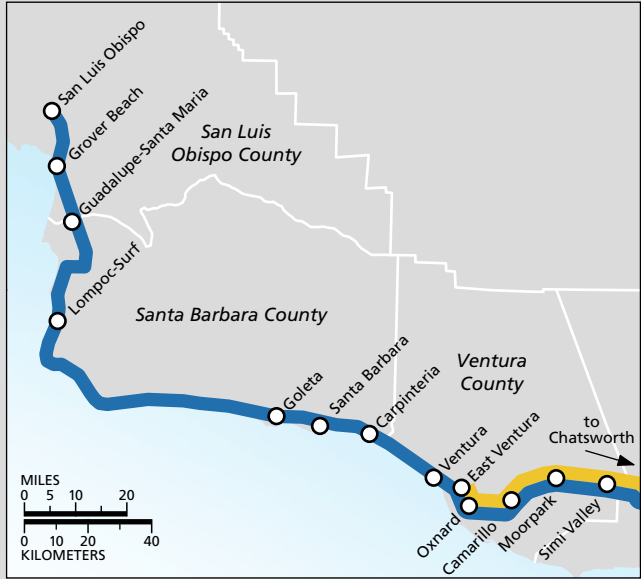 San Luis Obispo
Grover Beach
Guadalupe-Santa Maria
San Luis
Obispo County
Lompoc-Surf
Santa Barbara County
Goleta
Santa Barbara
Carpinteria
Ventura
County
Ventura
East Ventura
to
Chatsworth
Oxnard
Camarillo
Moorpark
Simi Valley
MILES
0 5 10 20
0 10 20 40
KILOMETERS